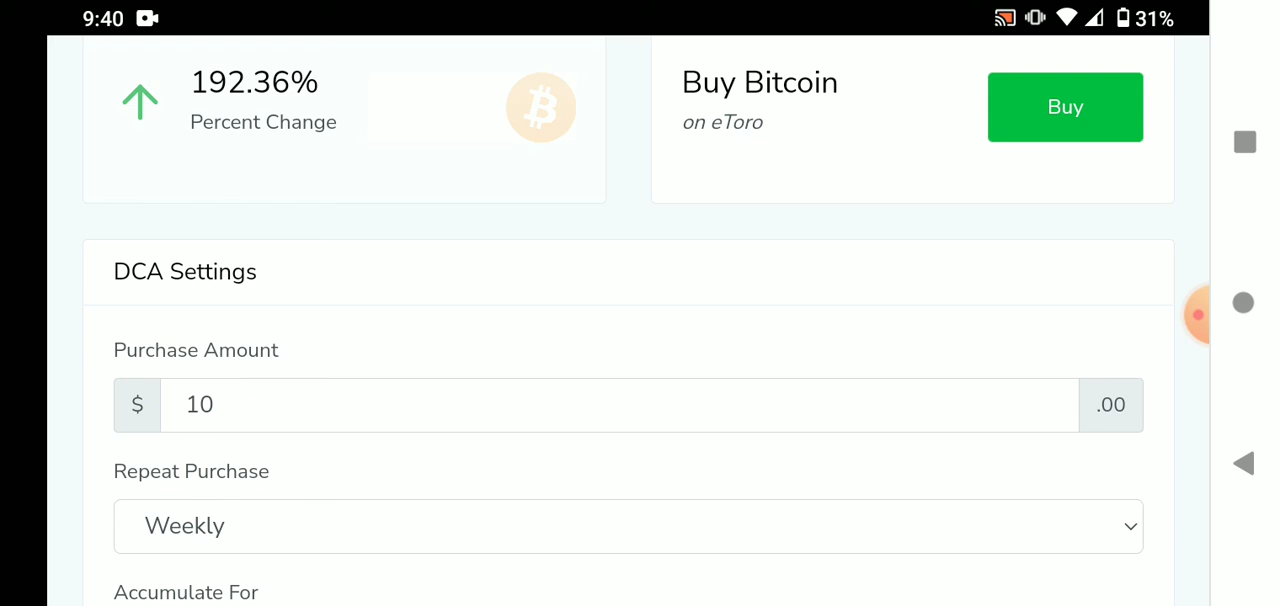 9:40
31%
192.36%
Percent Change
Buy Bitcoin
on eToro
Buy
DCA Settings
Purchase Amount
$ 10 .00
Repeat Purchase
Weekly
Accumulate For